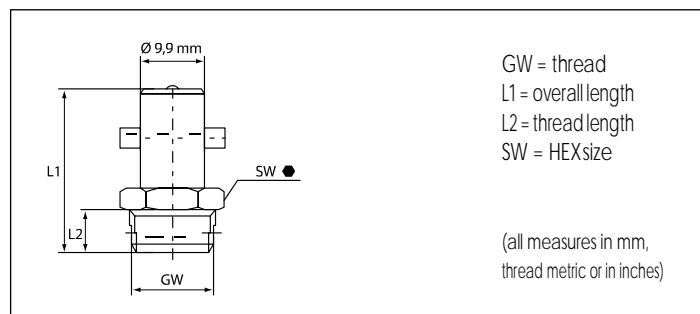 Ø 9,9 mm
L1
L2
SW
GW
GW = thread
L1 = overall length
L2 = thread length
SW = HEX size
(all measures in mm,
thread metric or in inches)